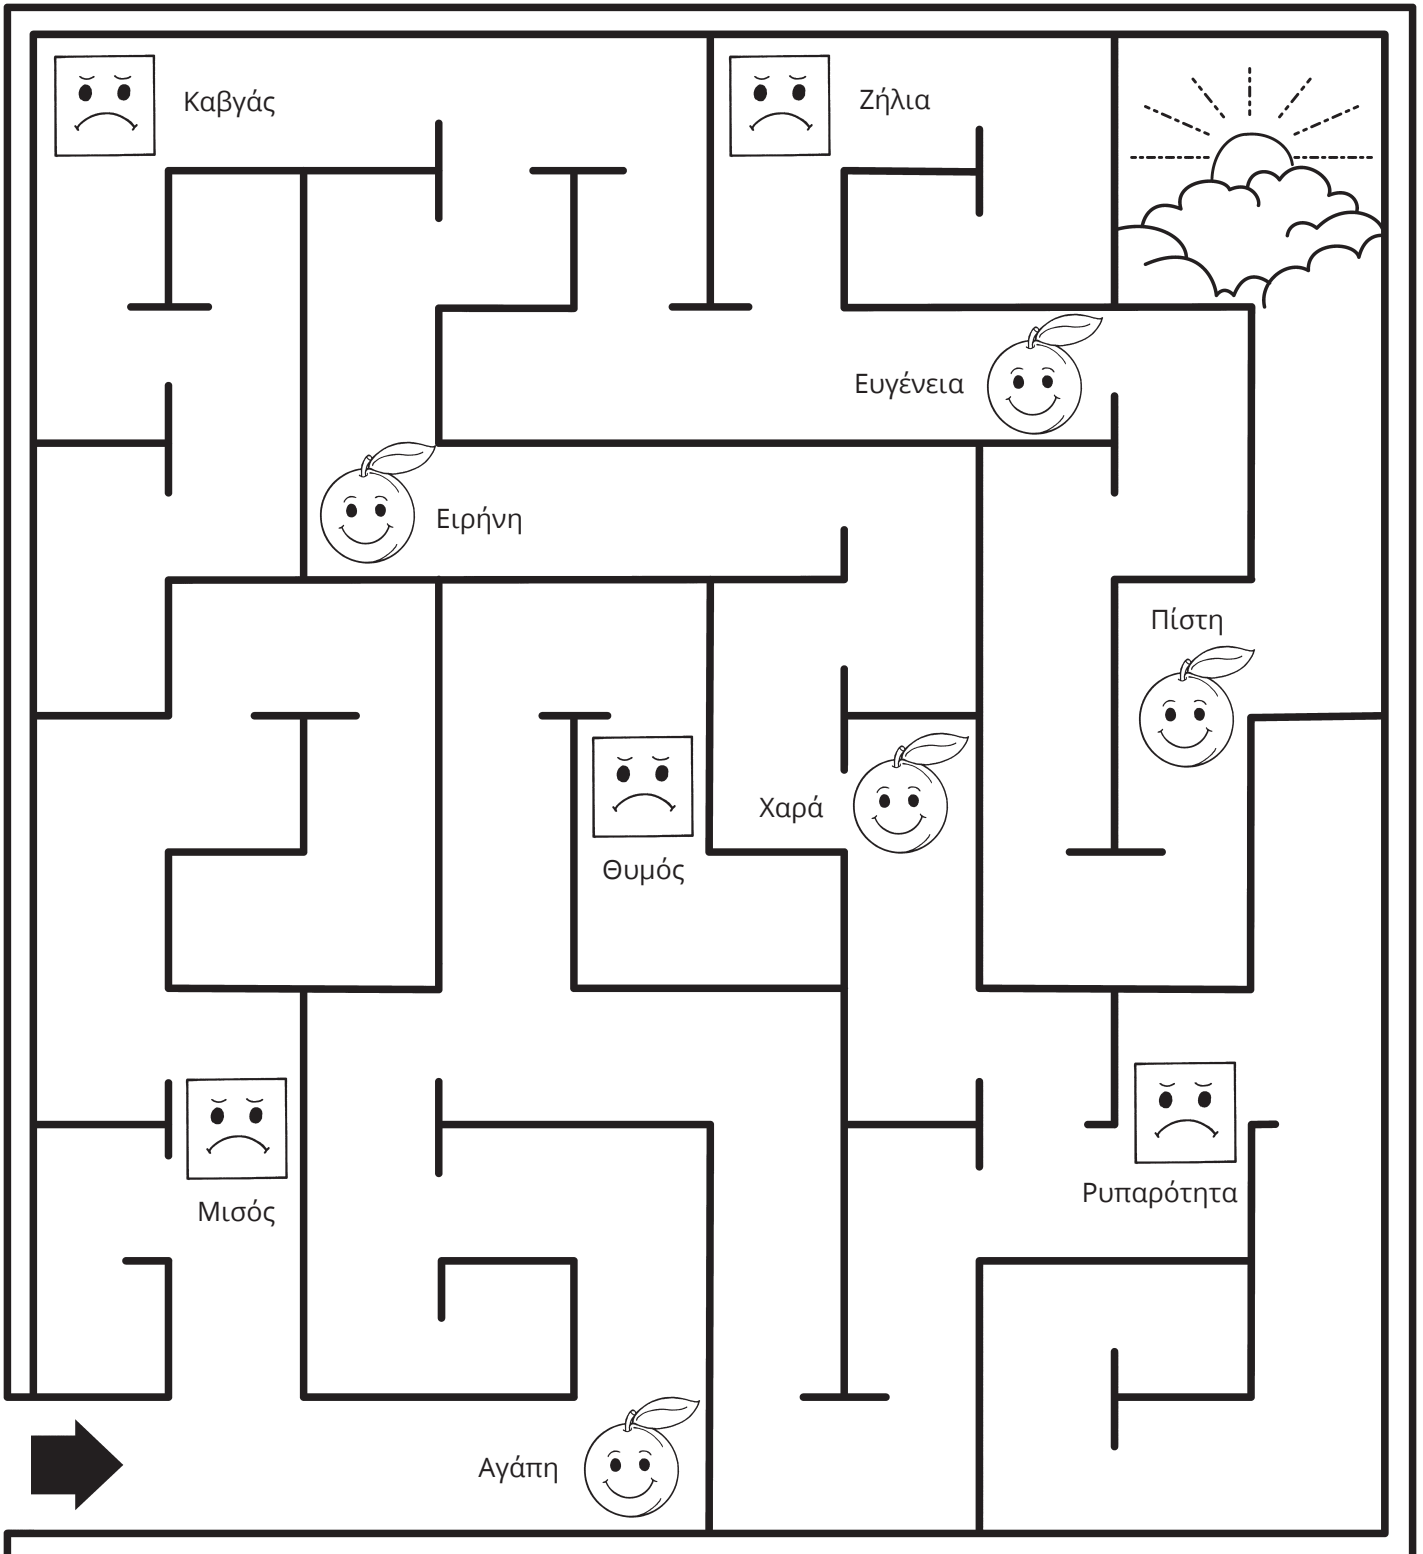 Καβγάς
Ζήλια
Ευγένεια
Ειρήνη
Πίστη
Χαρά
Θυμός
Ρυπαρότητα
Μισός
Αγάπη